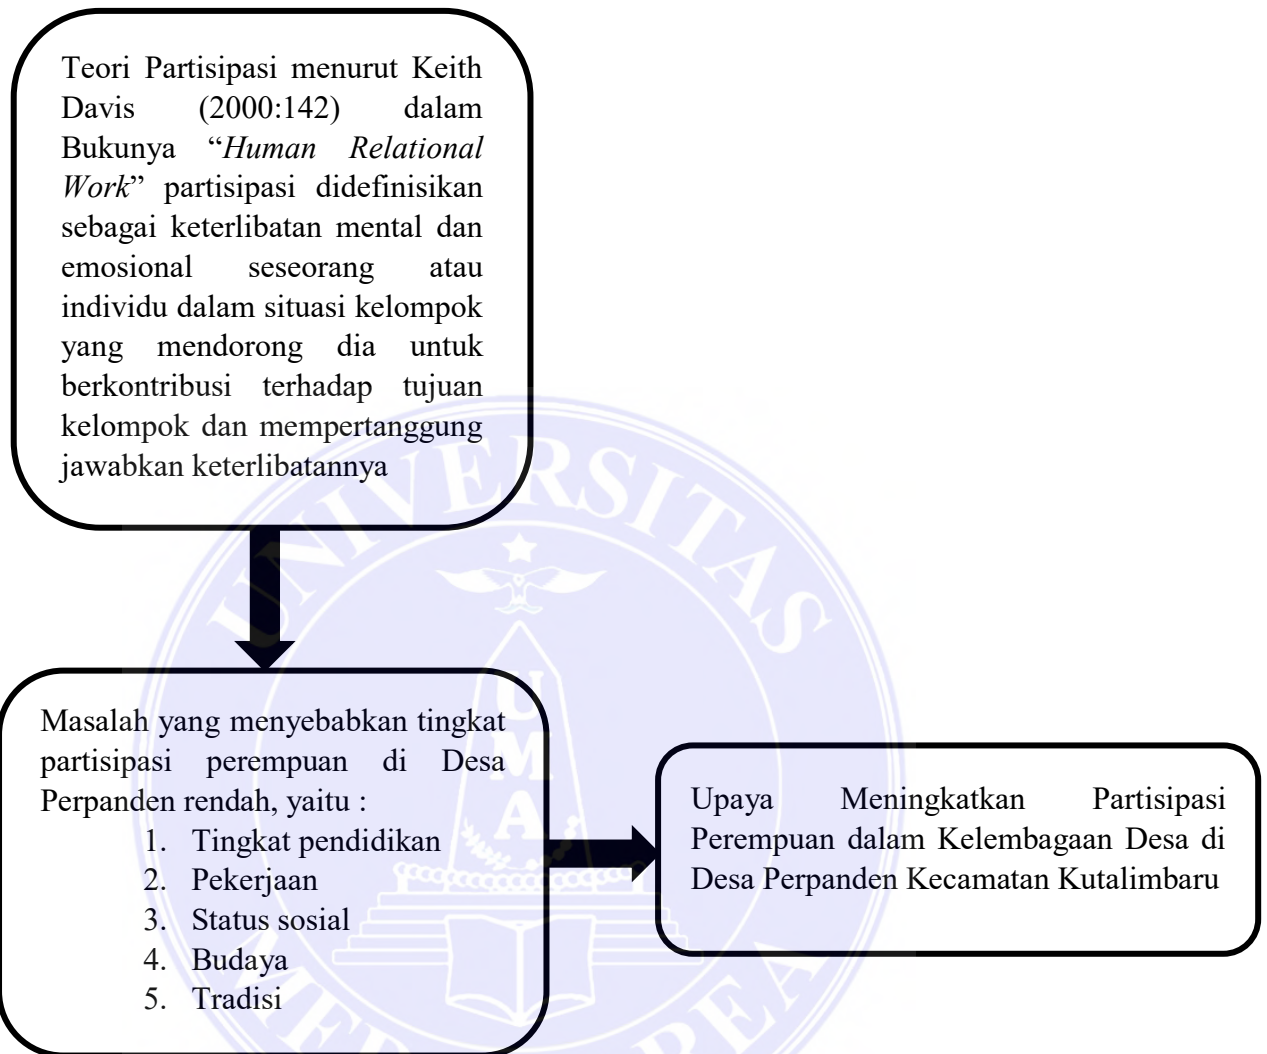 Teori Partisipasi menurut Keith
Davis (2000:142) dalam
Bukunya “Human Relational
Work” partisipasi didefinisikan
sebagai keterlibatan mental dan
emosional seseorang atau
individu dalam situasi kelompok
yang mendorong dia untuk
berkontribusi terhadap tujuan
kelompok dan mempertanggung
jawabkan keterlibatannya
UNIVERSITAS
UMA
Masalah yang menyebabkan tingkat
partisipasi perempuan di Desa
Perpanden rendah, yaitu :
1. Tingkat pendidikan
2. Pekerjaan
3. Status sosial
4. Budaya
5. Tradisi
Upaya Meningkatkan Partisipasi
Perempuan dalam Kelembagaan Desa di
Desa Perpanden Kecamatan Kutalimbaru